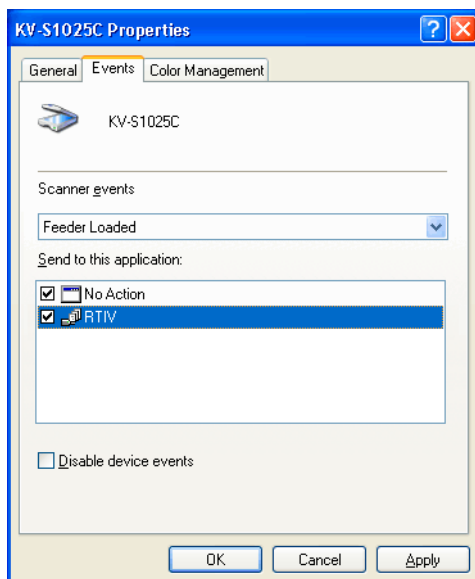 KV-S1025C Properties
General Events Color Management
KV-S1025C
Scanner events
Feeder Loaded
Send to this application:
No Action
RTIV
Disable device events
OK Cancel Apply